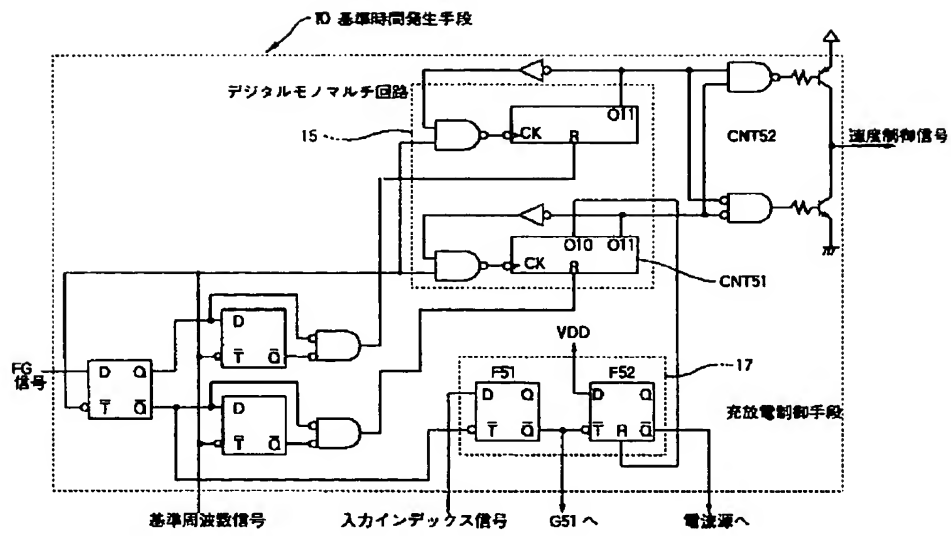 10 基準時間発生手段
デジタルモノマルチ回路
15
O11
CK
R
CNT52
速度制御信号
O10 O11
CK
R
CNT51
FG
信号
D Q
T̅ Q̅
D
T̅ Q̅
D
T̅ Q̅
VDD
F51
D Q
T̅ Q̅
F52
D Q
T̅ R Q̅
17
充放電制御手段
基準周波数信号
入力インデックス信号
G51 へ
電流源へ